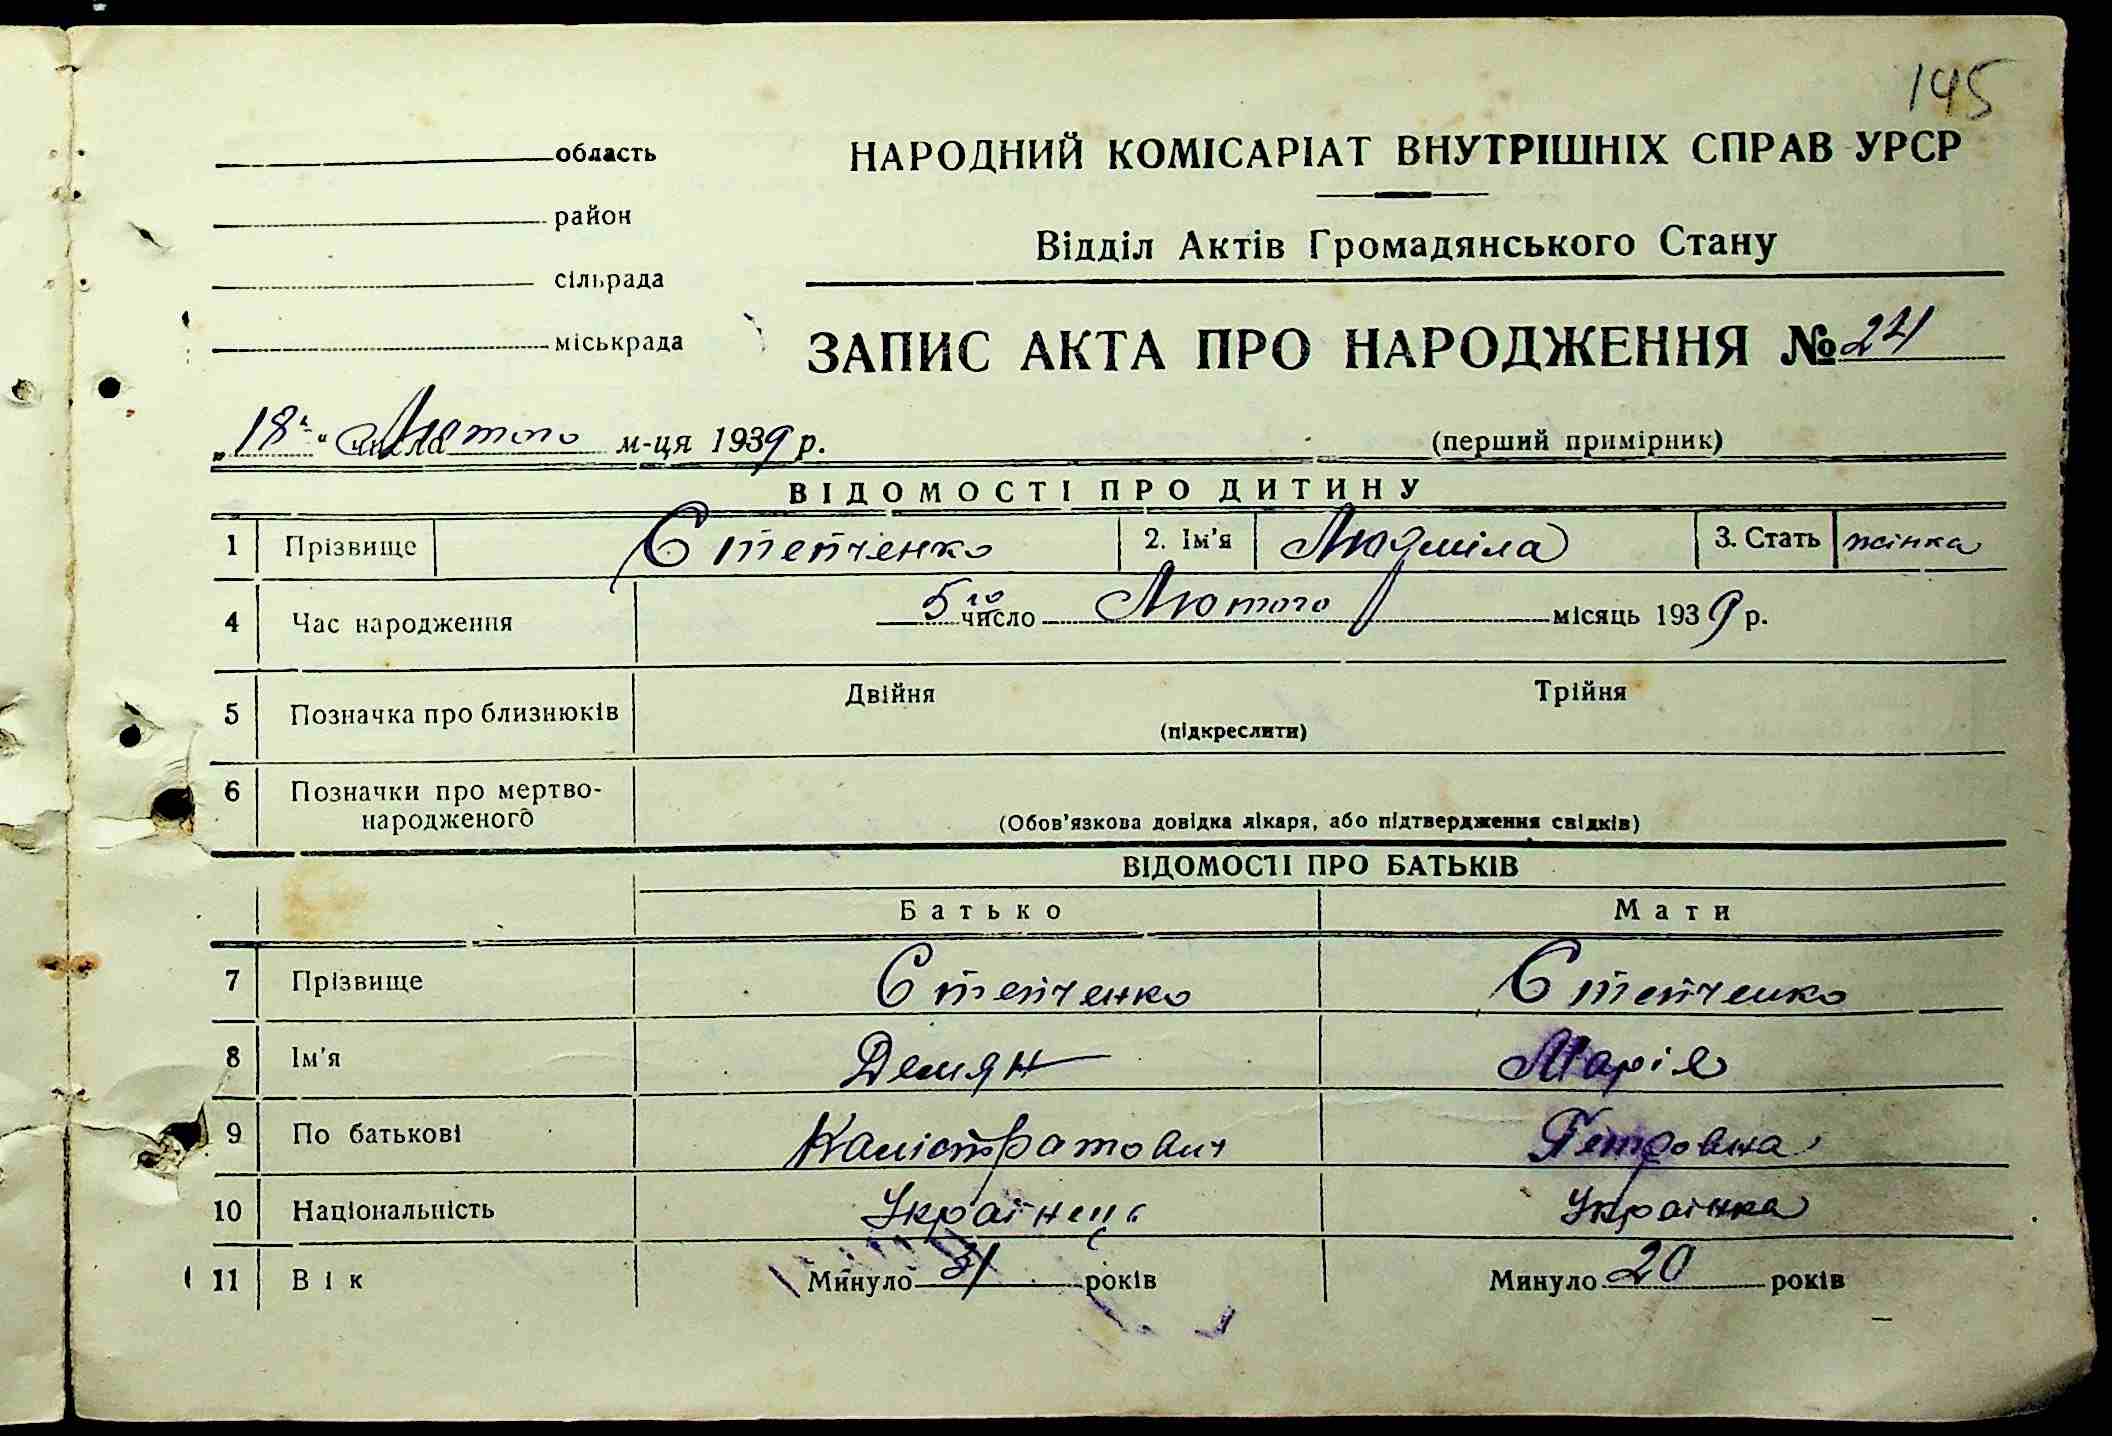 145
область
НАРОДНИЙ КОМІСАРІАТ ВНУТРІШНІХ СПРАВ УРСР
район
Відділ Актів Громадянського Стану
сільрада
міськрада
ЗАПИС АКТА ПРО НАРОДЖЕННЯ №
„18“ числа Лютого м-ця 1939 р.
(перший примірник)
ВІДОМОСТІ ПРО ДИТИНУ
1 Прізвище Степченко 2. Ім'я Людміла 3. Стать жінка
4 Час народження 5го число Лютого місяць 1939 р.
5 Позначка про близнюків Двійня Трійня
(підкреслити)
6 Позначки про мертво-
народженого (Обов'язкова довідка лікаря, або підтвердження свідків)
ВІДОМОСТІ ПРО БАТЬКІВ
Батько Мати
7 Прізвище Степченко Степченко
8 Ім'я Демян Марія
9 По батькові Калістратович Петровна
10 Національність Українець Українка
11 Вік Минуло 31 років Минуло 20 років